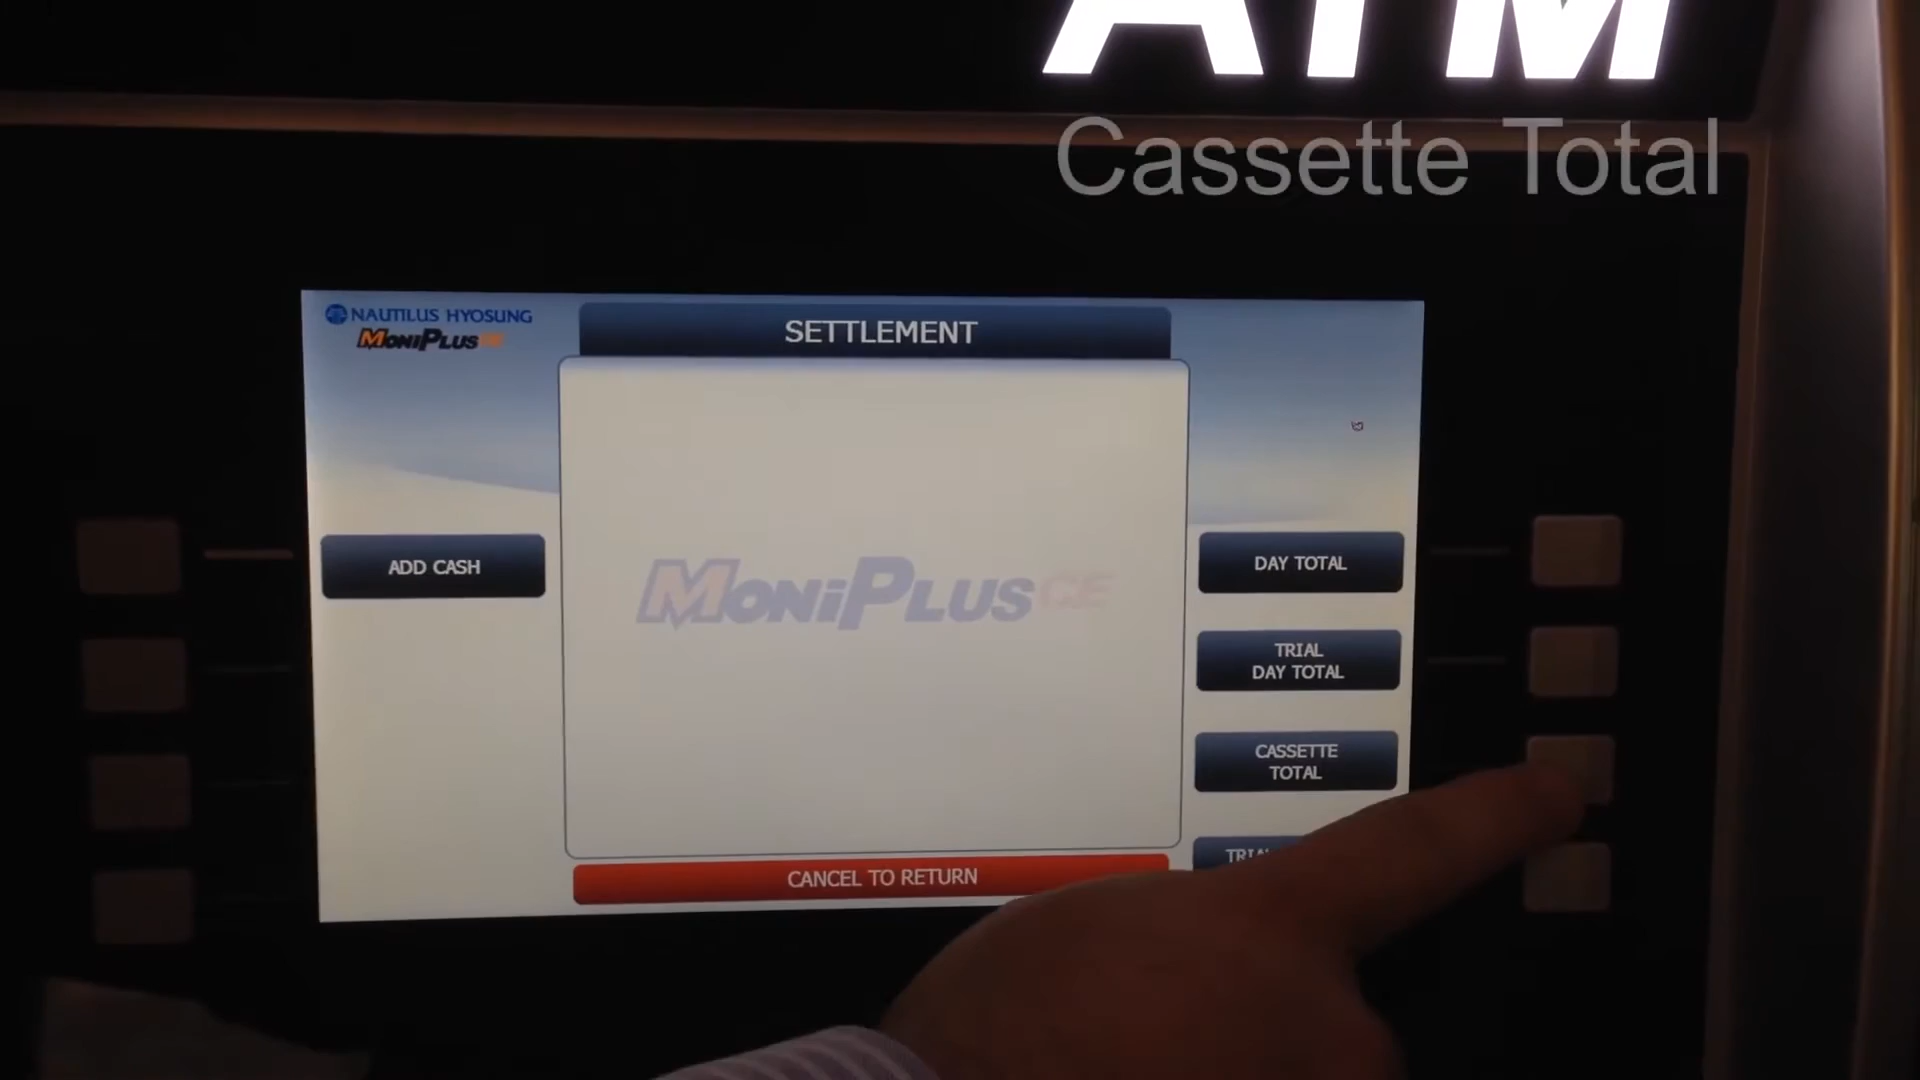 ATM
Cassette Total
NAUTILUS HYOSUNG
MONIPLUS CE
SETTLEMENT
ADD CASH
MONIPLUS CE
DAY TOTAL
TRIAL
DAY TOTAL
CASSETTE
TOTAL
CANCEL TO RETURN